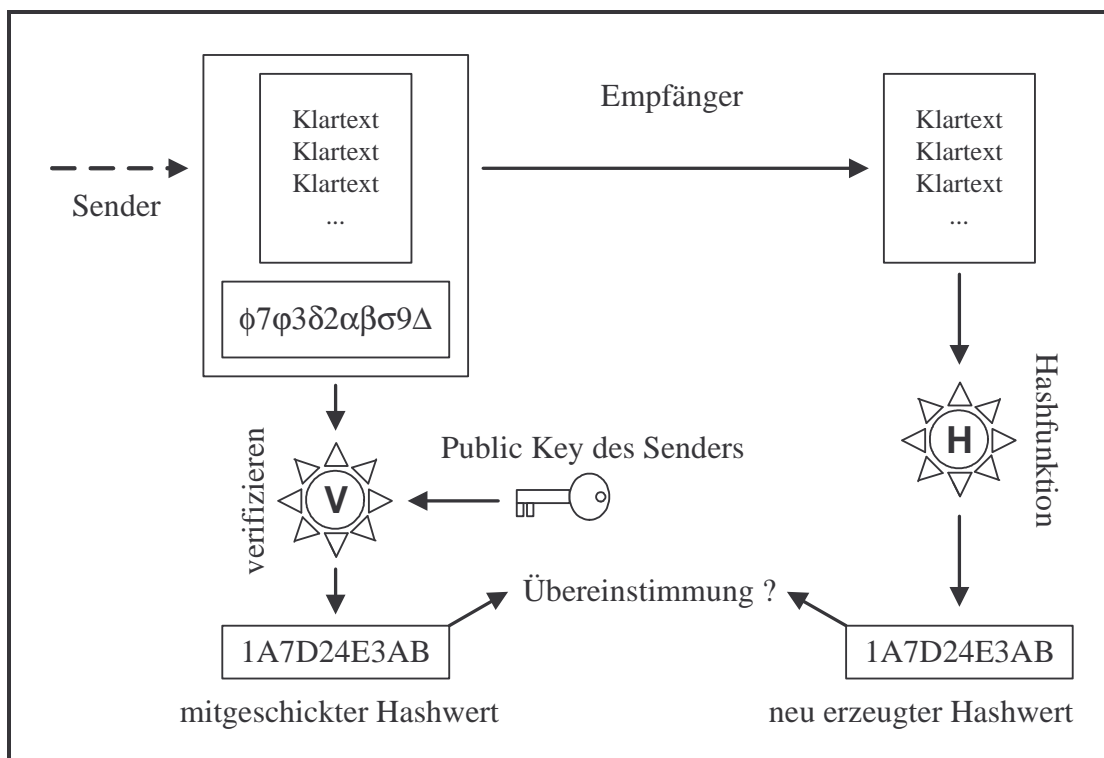 Klartext
Klartext
Klartext
...
Sender
Empfänger
Klartext
Klartext
Klartext
...
ϕ7φ3δ2αβσ9Δ
verifizieren
V
Public Key des Senders
H
Hashfunktion
Übereinstimmung ?
1A7D24E3AB
mitgeschickter Hashwert
1A7D24E3AB
neu erzeugter Hashwert